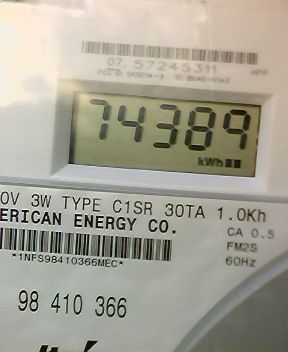 07.57245311
74389
kWh
0V 3W TYPE C1SR 30TA 1.0Kh
ERICAN ENERGY CO.
CA 0.5
FM2S
*1NFS98410366MEC*
60Hz
98 410 366